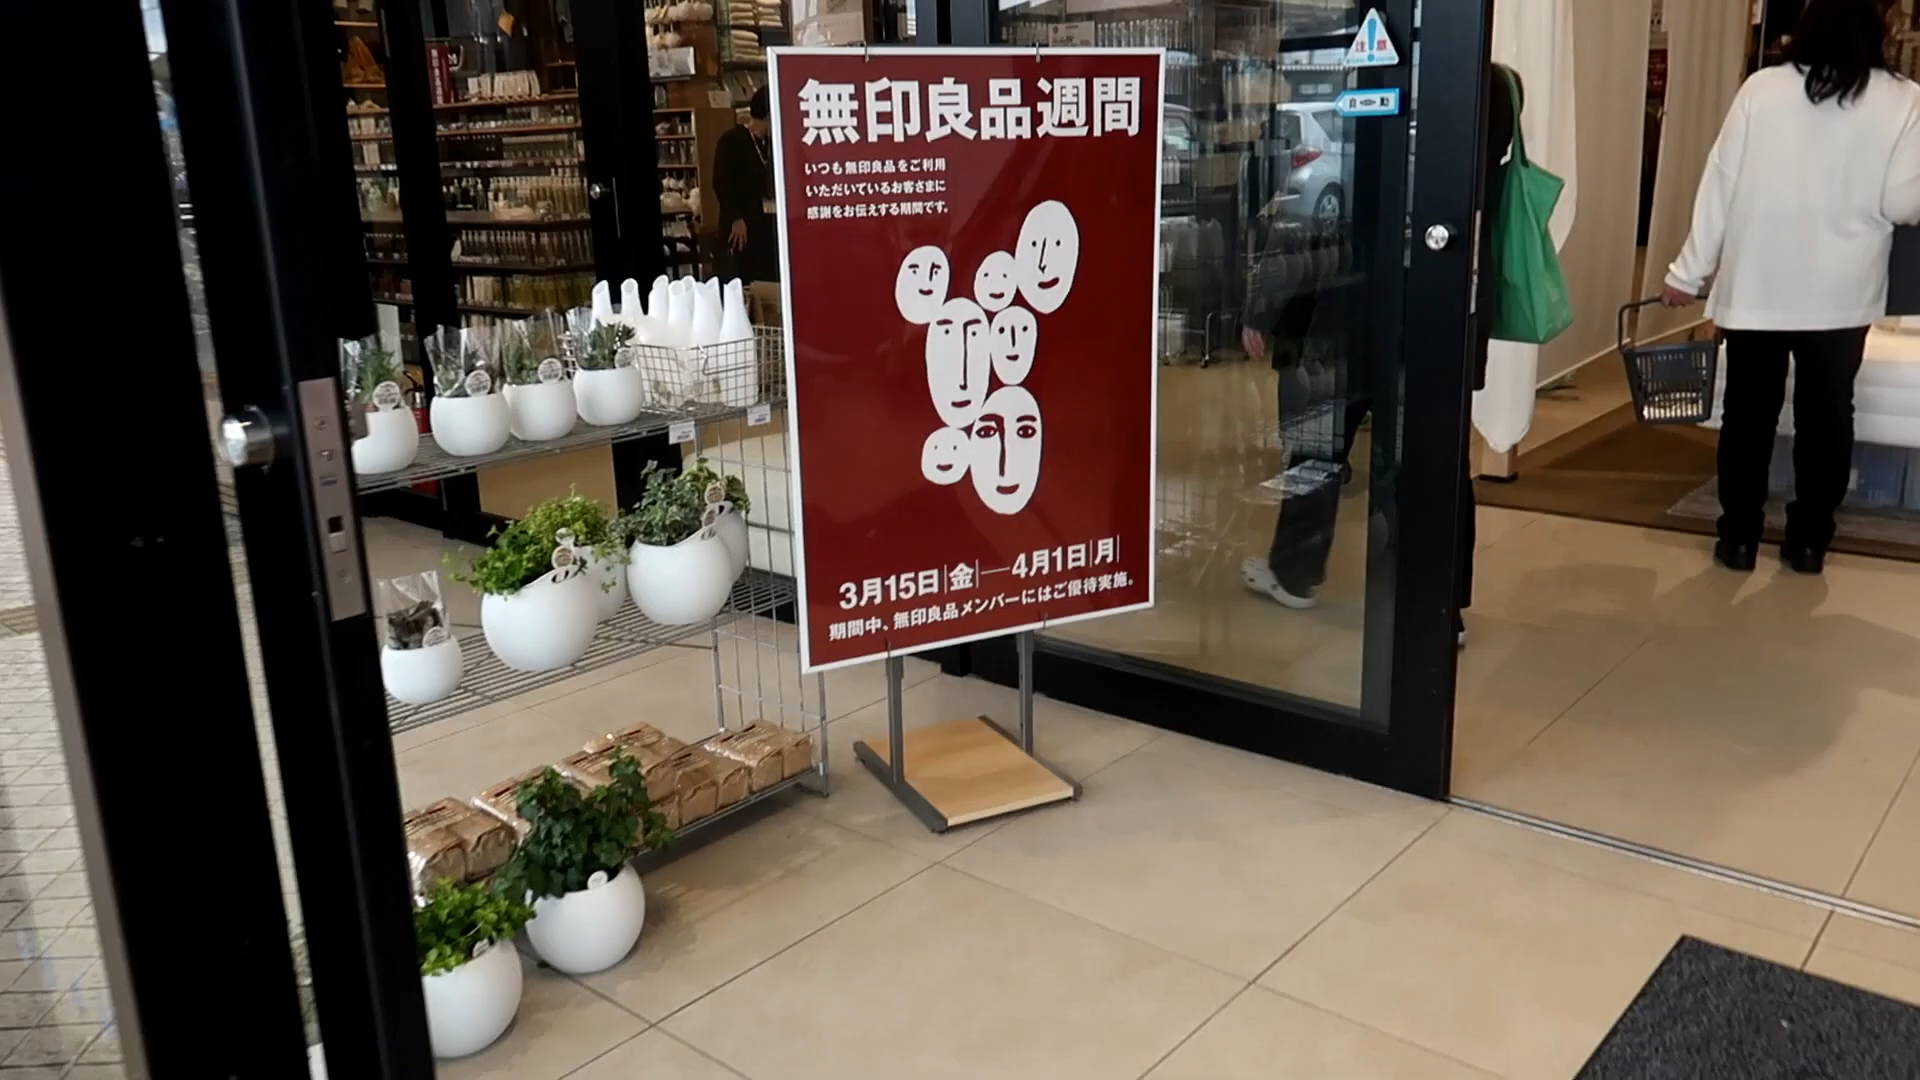 無印良品週間
いつも無印良品をご利用
いただいているお客さまに
感謝をお伝えする期間です。
3月15日|金|—4月1日|月|
期間中、無印良品メンバーにはご優待実施。
注意
自動